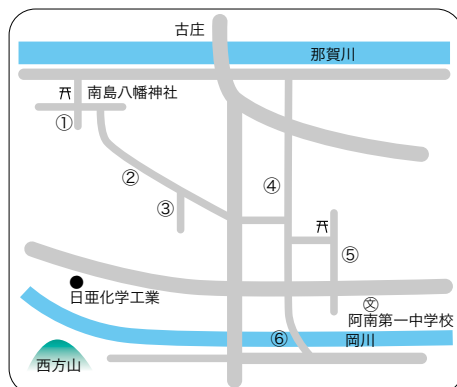 古庄
那賀川
南島八幡神社
①
②
④
③
⑤
日亜化学工業
文
阿南第一中学校
⑥
岡川
西方山